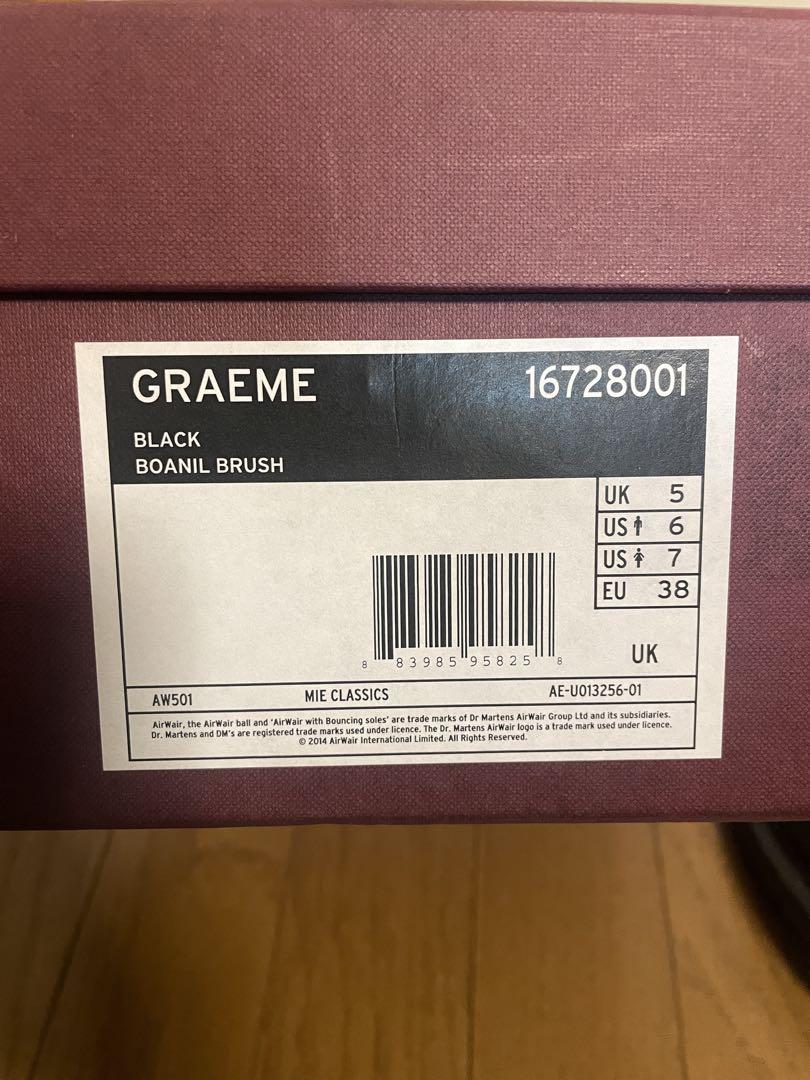 GRAEME 16728001
BLACK
BOANIL BRUSH
UK 5
US 6
US 7
EU 38
8 83985 95825 8
UK
AW501 MIE CLASSICS AE-U013256-01
AirWair, the AirWair ball and 'AirWair with Bouncing soles' are trade marks of Dr Martens AirWair Group Ltd and its subsidiaries.
Dr. Martens and DM's are registered trade marks used under licence. The Dr. Martens AirWair logo is a trade mark used under licence.
© 2014 AirWair International Limited. All Rights Reserved.